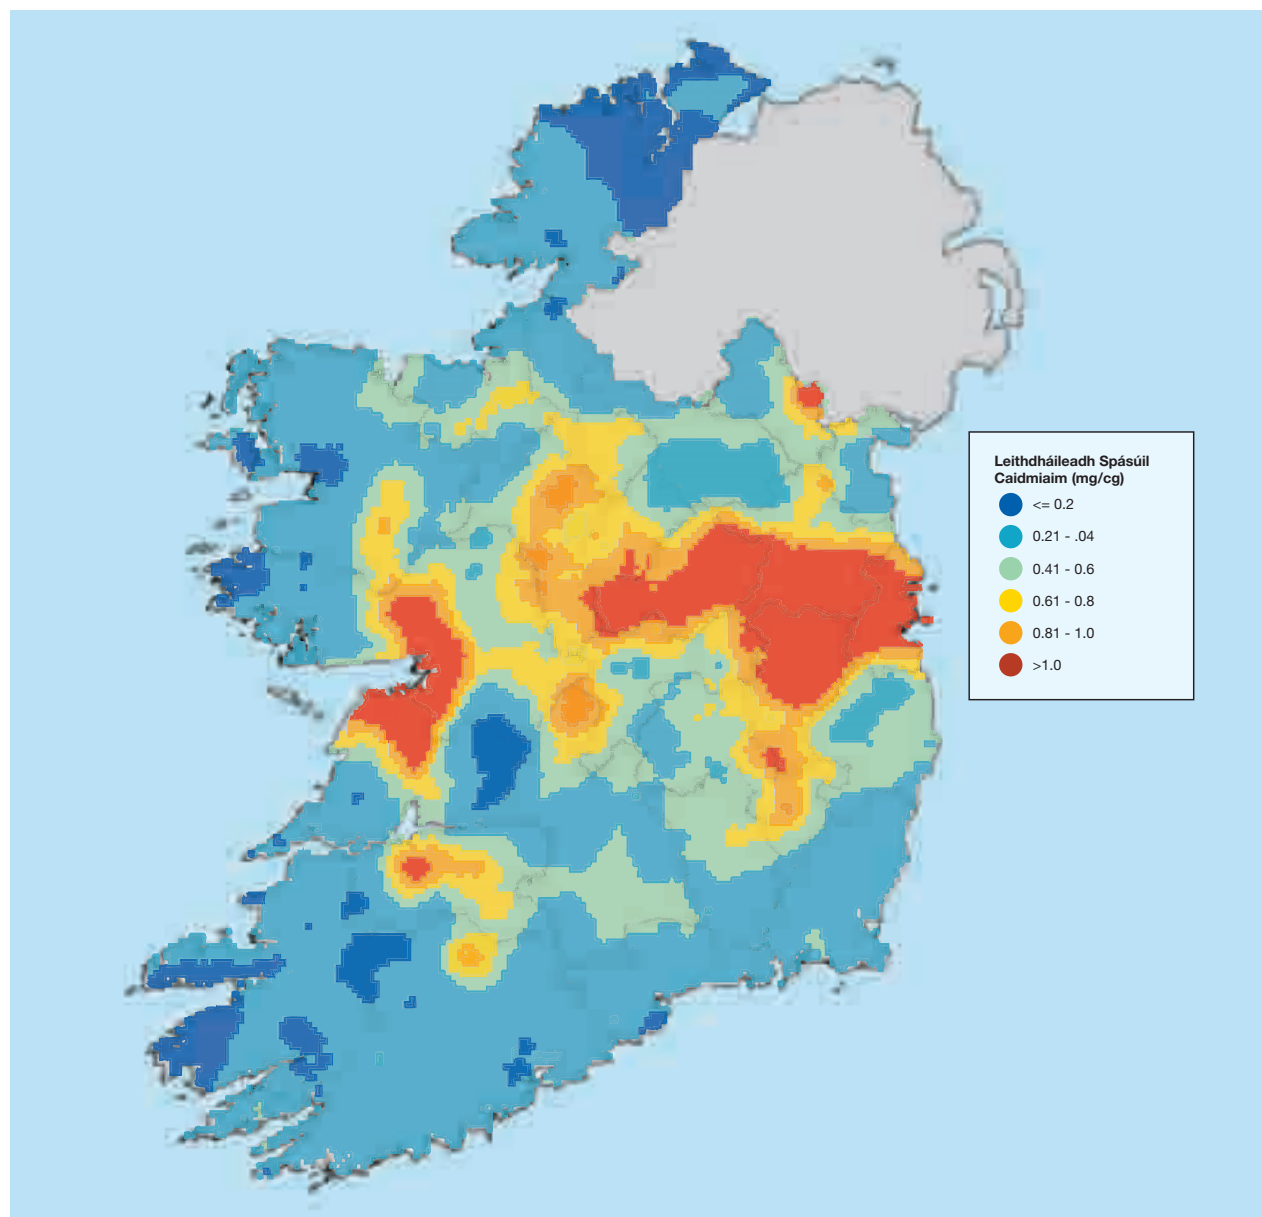 Leithdháileadh Spásúil
Caidmiaim (mg/cg)
<= 0.2
0.21 - .04
0.41 - 0.6
0.61 - 0.8
0.81 - 1.0
>1.0